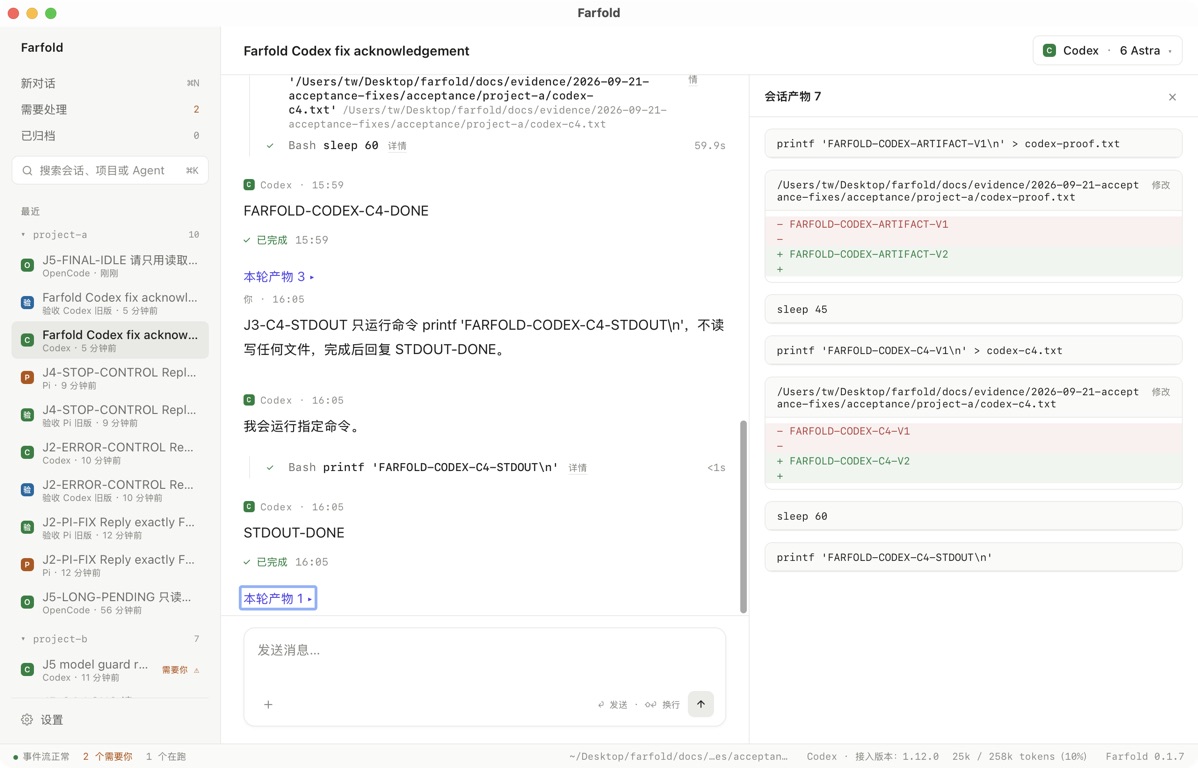 Farfold
Farfold
新对话 ⌘N
需要处理 2
已归档 0
搜索会话、项目或 Agent ⌘K
最近
project-a 10
J5-FINAL-IDLE 请只用读取...
OpenCode · 刚刚
Farfold Codex fix acknowl...
验收 Codex 旧版 · 5 分钟前
Farfold Codex fix acknow...
Codex · 5 分钟前
J4-STOP-CONTROL Repl...
Pi · 9 分钟前
J4-STOP-CONTROL Repl...
验收 Pi 旧版 · 9 分钟前
J2-ERROR-CONTROL Re...
Codex · 10 分钟前
J2-ERROR-CONTROL Re...
验收 Codex 旧版 · 10 分钟前
J2-PI-FIX Reply exactly F...
验收 Pi 旧版 · 12 分钟前
J2-PI-FIX Reply exactly F...
Pi · 12 分钟前
J5-LONG-PENDING 只读...
OpenCode · 56 分钟前
project-b 7
J5 model guard r... 需要你
Codex · 11 分钟前
设置
Farfold Codex fix acknowledgement
C Codex · 6 Astra
'/Users/tw/Desktop/farfold/docs/evidence/2026-09-21-
情
acceptance-fixes/acceptance/project-a/codex-
c4.txt' /Users/tw/Desktop/farfold/docs/evidence/2026-09-21-
acceptance-fixes/acceptance/project-a/codex-c4.txt
✓ Bash sleep 60 详情 59.9s
C Codex · 15:59
FARFOLD-CODEX-C4-DONE
✓ 已完成 15:59
本轮产物 3 ▸
你 · 16:05
J3-C4-STDOUT 只运行命令 printf 'FARFOLD-CODEX-C4-STDOUT\n'，不读
写任何文件，完成后回复 STDOUT-DONE。
C Codex · 16:05
我会运行指定命令。
✓ Bash printf 'FARFOLD-CODEX-C4-STDOUT\n' 详情 <1s
C Codex · 16:05
STDOUT-DONE
✓ 已完成 16:05
本轮产物 1 ▸
发送消息...
+ ↵ 发送 · ⇧↵ 换行
会话产物 7 ×
printf 'FARFOLD-CODEX-ARTIFACT-V1\n' > codex-proof.txt
/Users/tw/Desktop/farfold/docs/evidence/2026-09-21-accept 修改
ance-fixes/acceptance/project-a/codex-proof.txt
- FARFOLD-CODEX-ARTIFACT-V1
-
+ FARFOLD-CODEX-ARTIFACT-V2
+
sleep 45
printf 'FARFOLD-CODEX-C4-V1\n' > codex-c4.txt
/Users/tw/Desktop/farfold/docs/evidence/2026-09-21-accept 修改
ance-fixes/acceptance/project-a/codex-c4.txt
- FARFOLD-CODEX-C4-V1
-
+ FARFOLD-CODEX-C4-V2
+
sleep 60
printf 'FARFOLD-CODEX-C4-STDOUT\n'
事件流正常 2 个需要你 1 个在跑
~/Desktop/farfold/docs/…es/acceptan… Codex · 接入版本: 1.12.0 25k / 258k tokens (10%) Farfold 0.1.7